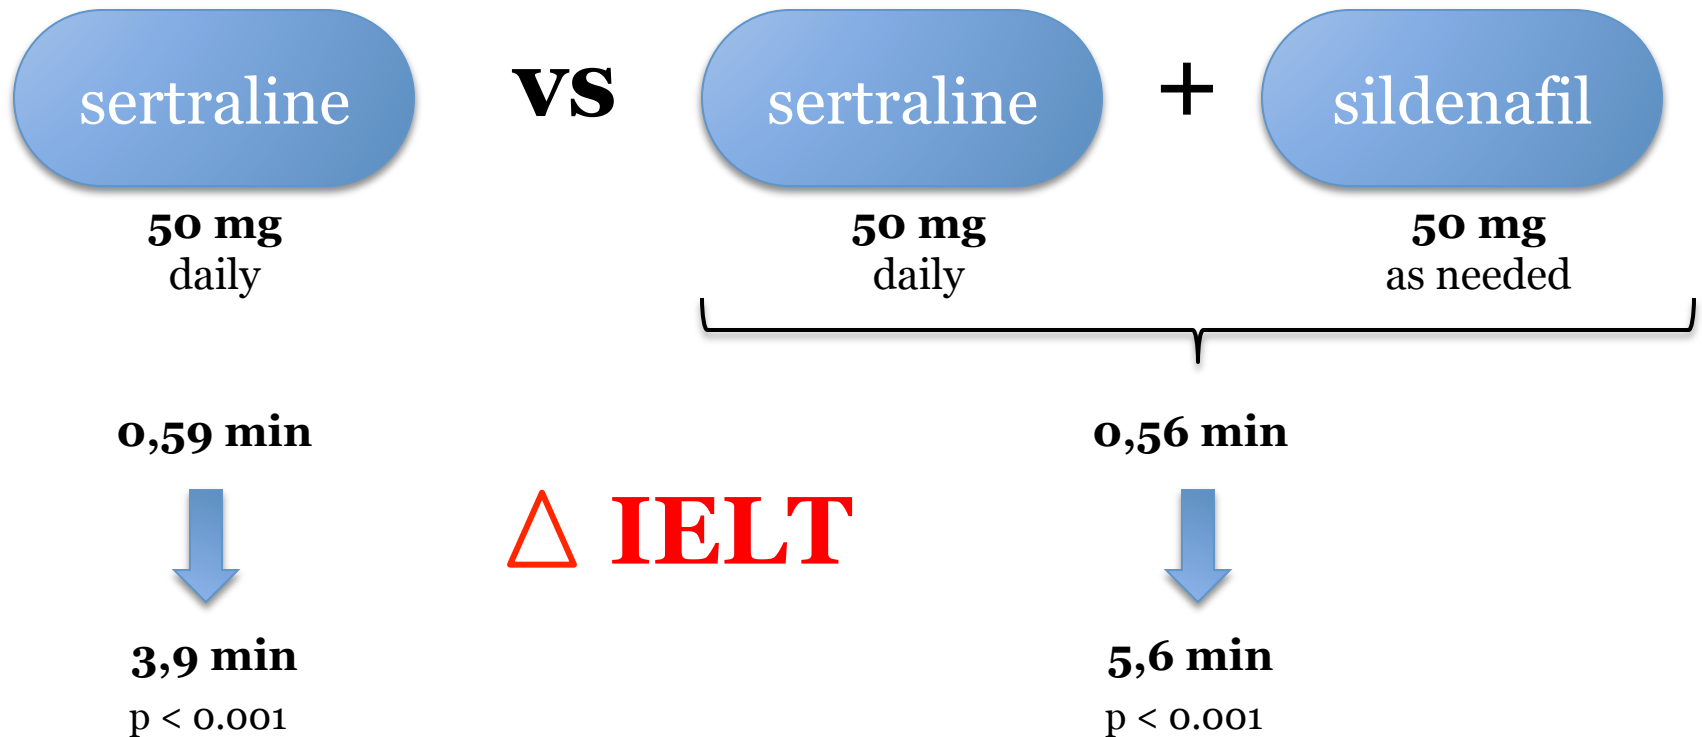 sertraline vs sertraline + sildenafil
50 mg 50 mg 50 mg
daily daily as needed
0,59 min 0,56 min
△ IELT
3,9 min 5,6 min
p < 0.001 p < 0.001